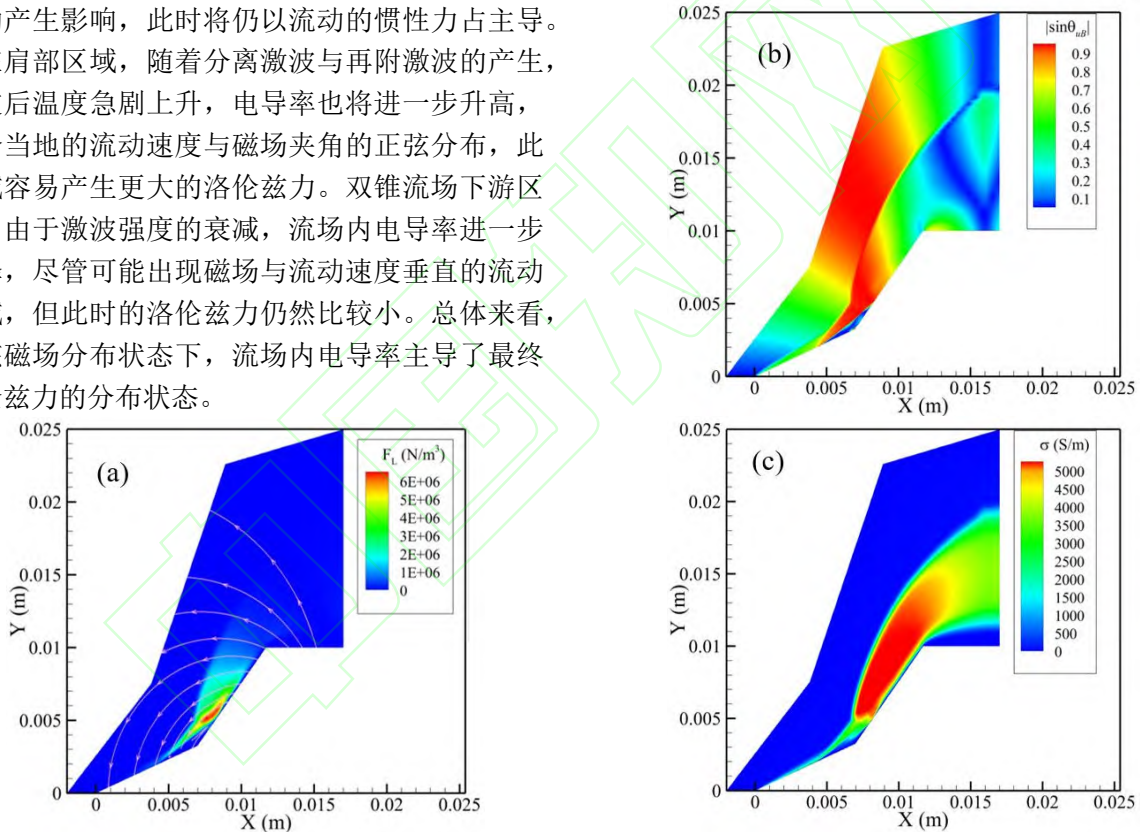 产生影响，此时将仍以流动的惯性力占主导。
肩部区域，随着分离激波与再附激波的产生，
后温度急剧上升，电导率也将进一步升高，
当地的流动速度与磁场夹角的正弦分布，此
容易产生更大的洛伦兹力。双锥流场下游区
由于激波强度的衰减，流场内电导率进一步
，尽管可能出现磁场与流动速度垂直的流动
，但此时的洛伦兹力仍然比较小。总体来看，
磁场分布状态下，流场内电导率主导了最终
兹力的分布状态。
(a)
F_L (N/m³)
6E+06
5E+06
4E+06
3E+06
2E+06
1E+06
0
Y (m)
0.025
0.02
0.015
0.01
0.005
0
0 0.005 0.01 0.015 0.02 0.025
X (m)
(b)
|sinθ_uB|
0.9
0.8
0.7
0.6
0.5
0.4
0.3
0.2
0.1
Y (m)
0.025
0.02
0.015
0.01
0.005
0
0 0.005 0.01 0.015 0.02 0.025
X (m)
(c)
σ (S/m)
5000
4500
4000
3500
3000
2500
2000
1500
1000
500
0
Y (m)
0.025
0.02
0.015
0.01
0.005
0
0 0.005 0.01 0.015 0.02 0.025
X (m)